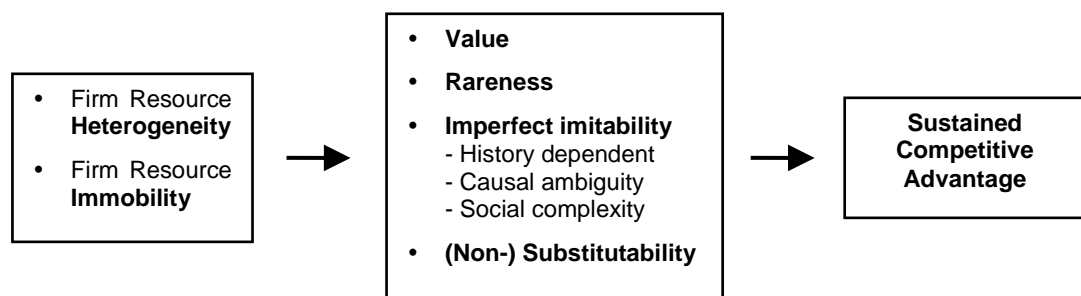 • Firm Resource
Heterogeneity
• Firm Resource
Immobility
• Value
• Rareness
• Imperfect imitability
- History dependent
- Causal ambiguity
- Social complexity
• (Non-) Substitutability
Sustained
Competitive
Advantage